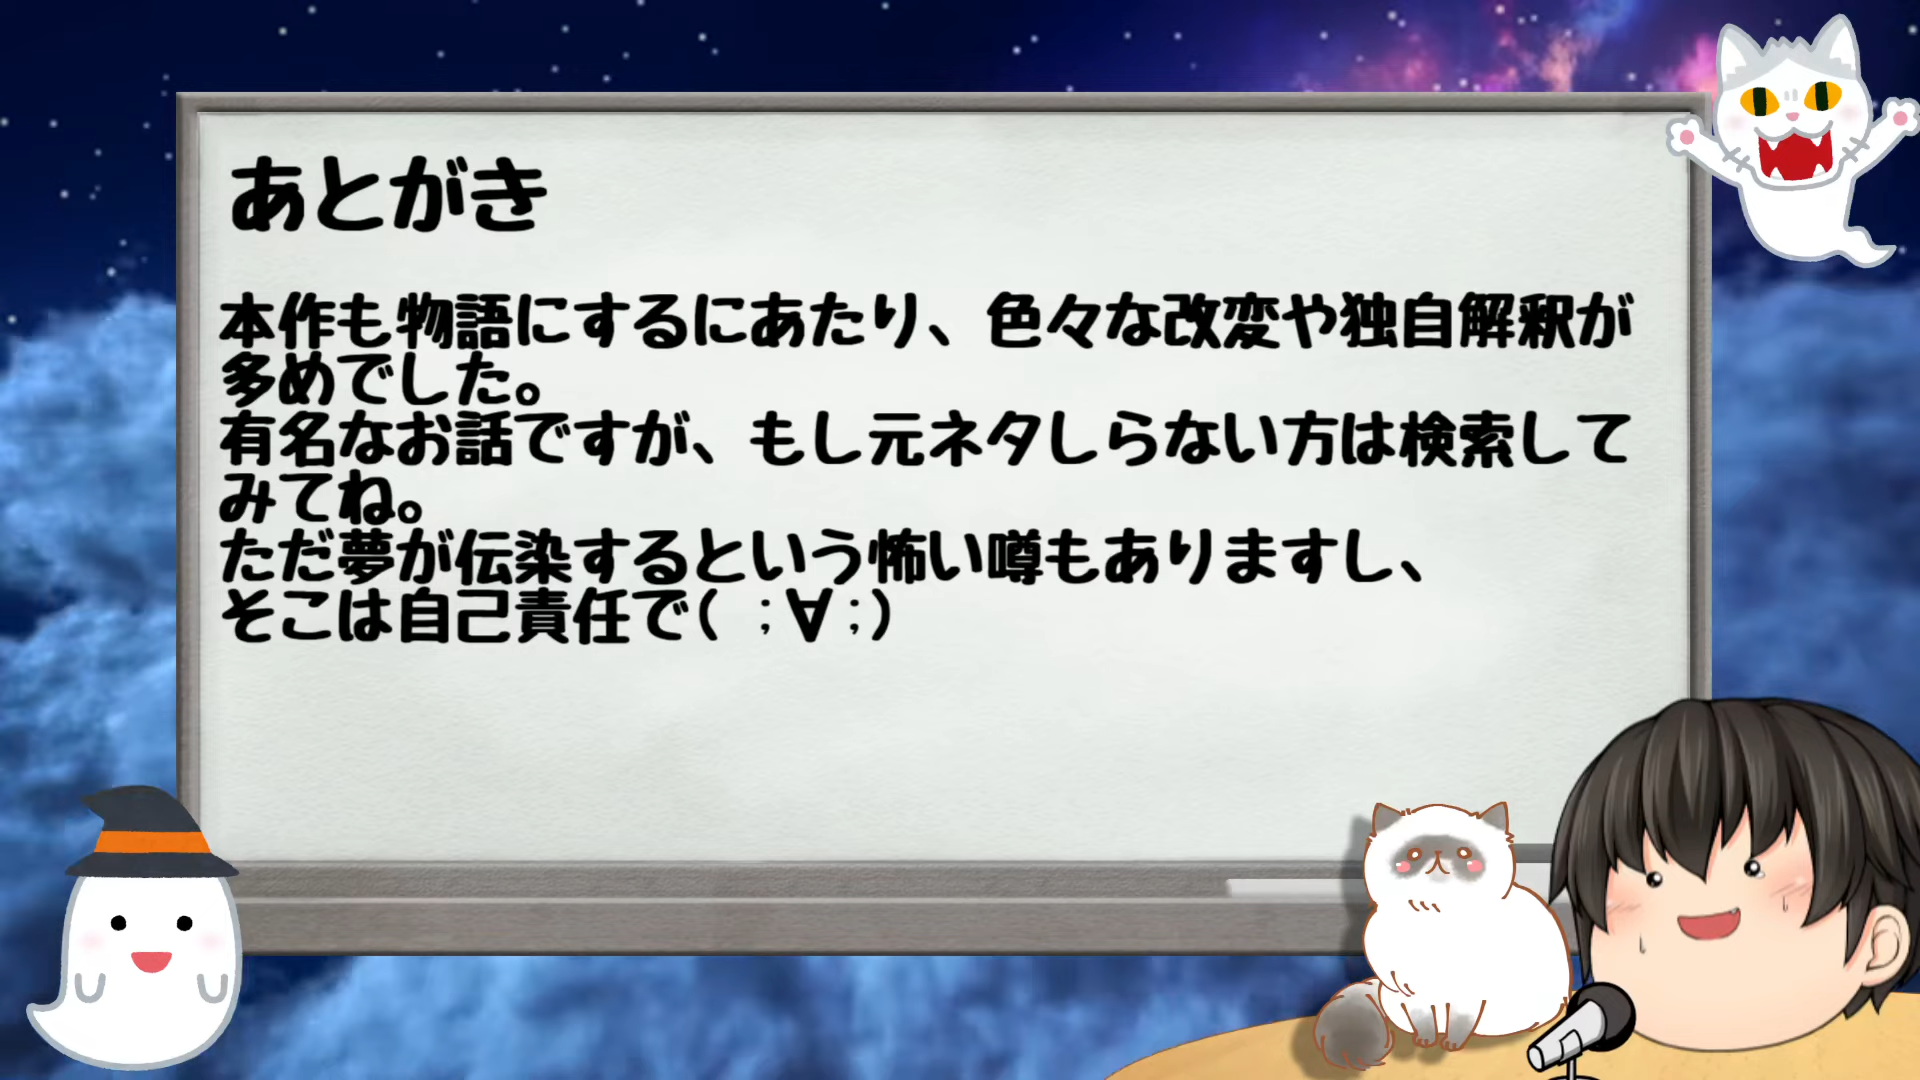 あとがき
本作も物語にするにあたり、色々な改変や独自解釈が
多めでした。
有名なお話ですが、もし元ネタしらない方は検索して
みてね。
ただ夢が伝染するという怖い噂もありますし、
そこは自己責任で( ;∀;)